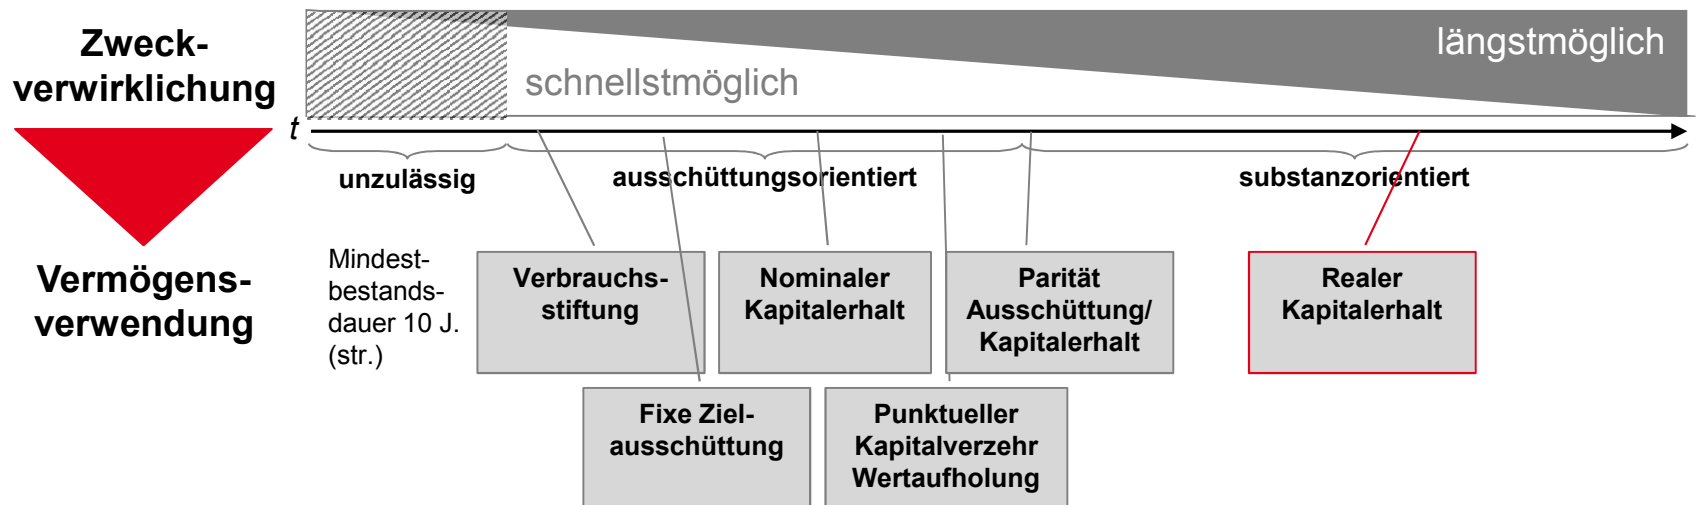 Zweck-
verwirklichung
längstmöglich
schnellstmöglich
t
unzulässig
ausschüttungsorientiert
substanzorientiert
Vermögens-
verwendung
Mindest-
bestands-
dauer 10 J.
(str.)
Verbrauchs-
stiftung
Nominaler
Kapitalerhalt
Parität
Ausschüttung/
Kapitalerhalt
Realer
Kapitalerhalt
Fixe Ziel-
ausschüttung
Punktueller
Kapitalverzehr
Wertaufholung